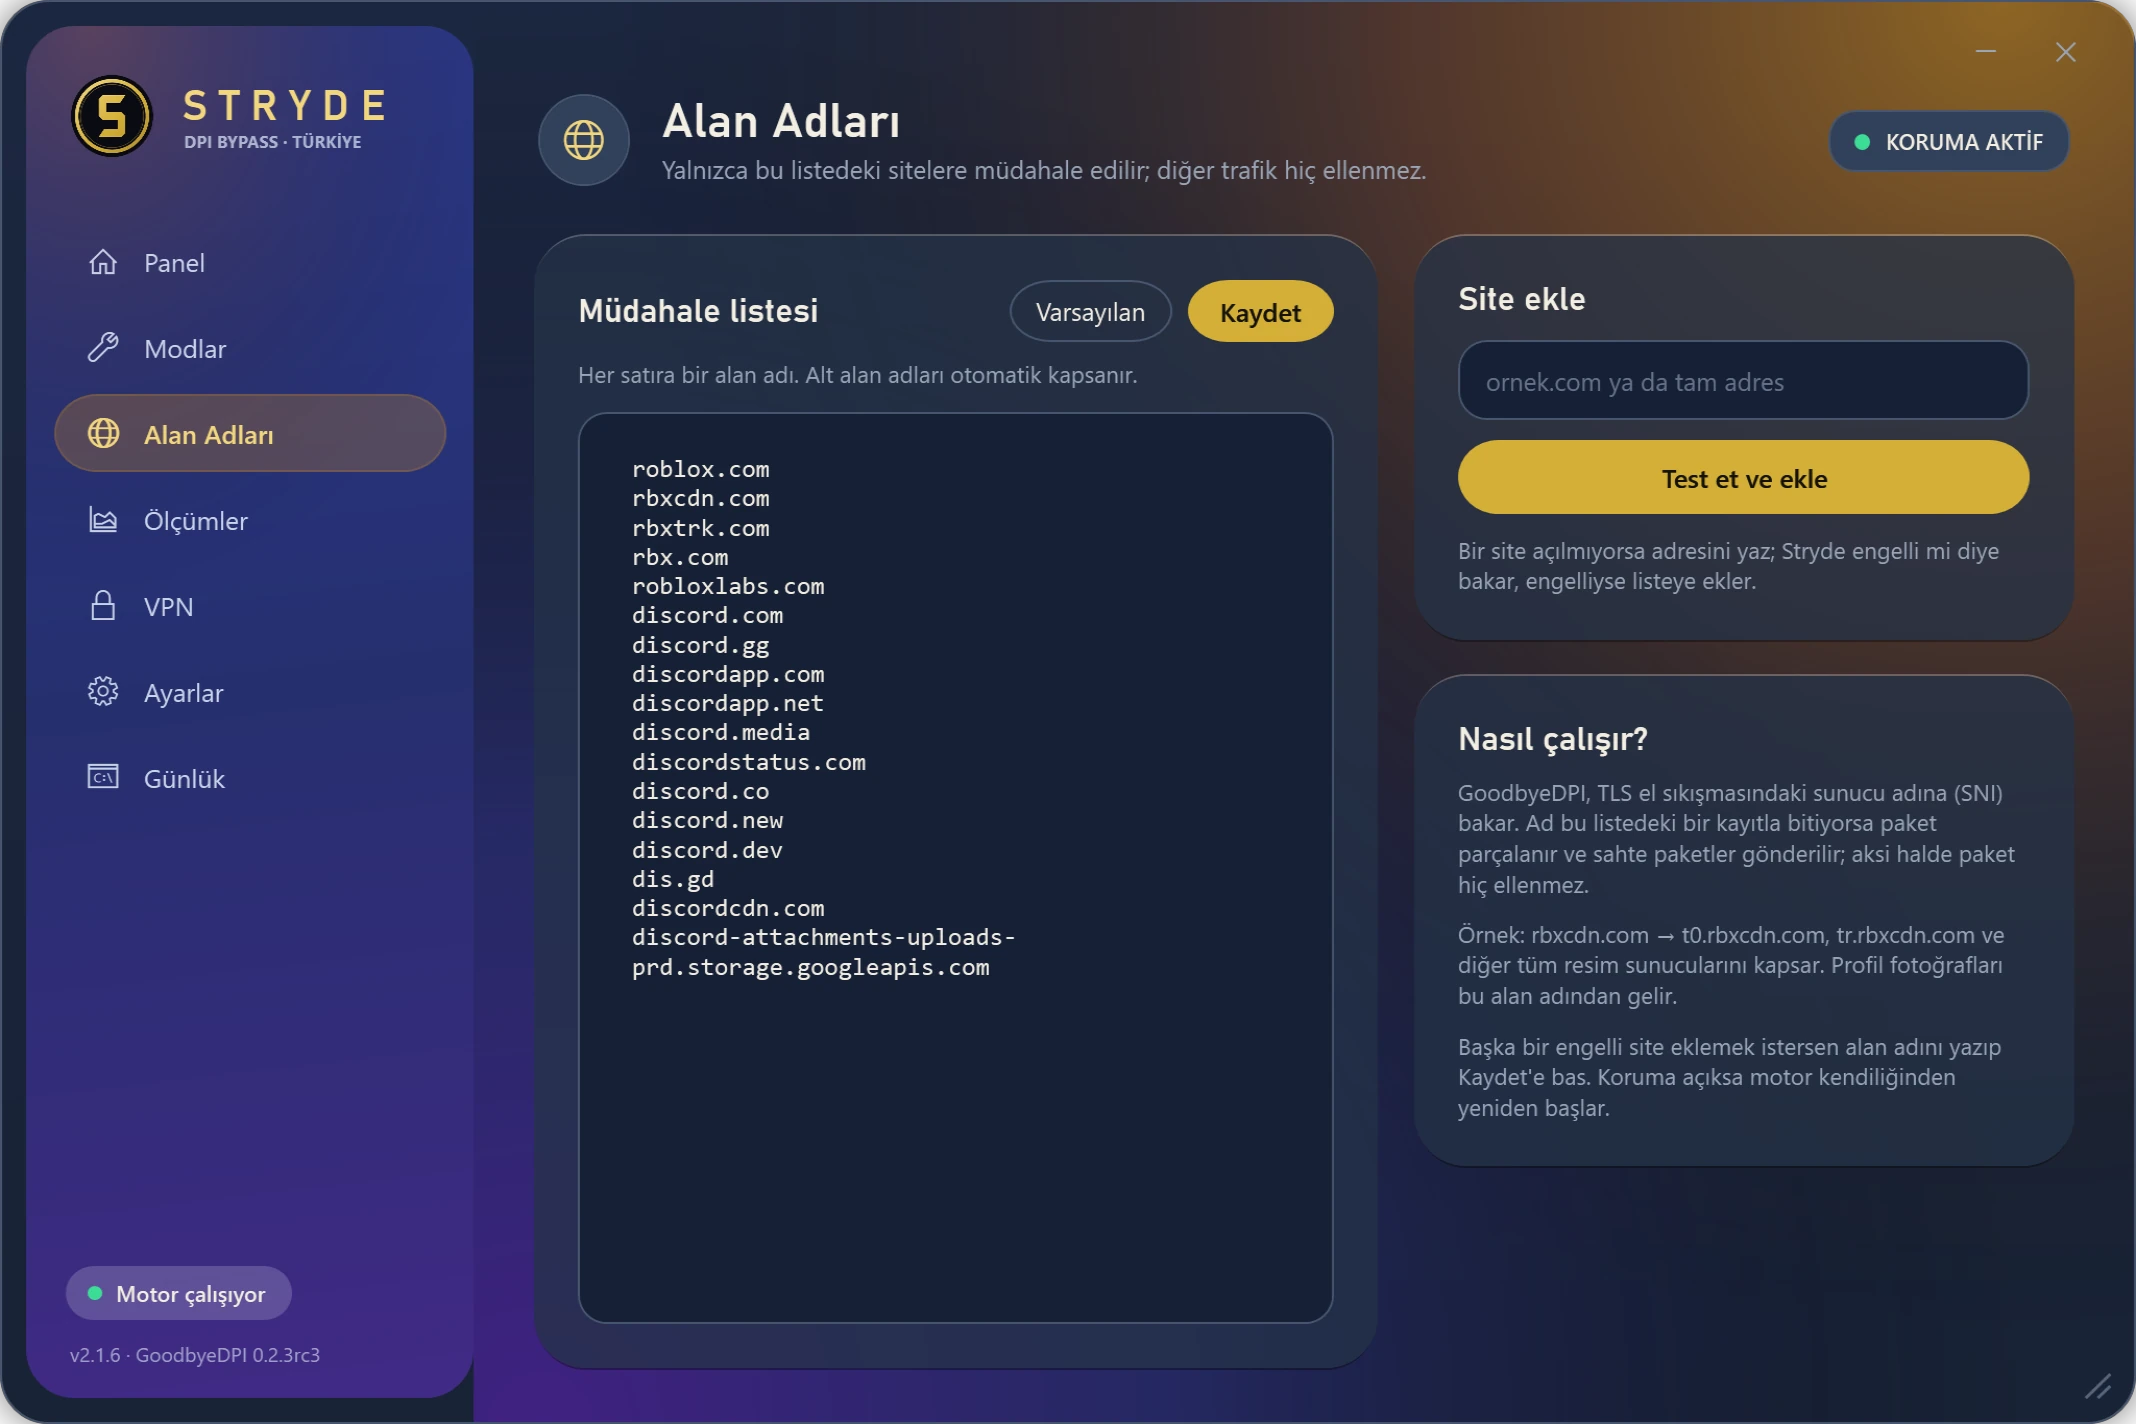 STRYDE
DPI BYPASS · TÜRKİYE
Panel
Modlar
Alan Adları
Ölçümler
VPN
Ayarlar
C:\
Günlük
Motor çalışıyor
v2.1.6 · GoodbyeDPI 0.2.3rc3
Alan Adları
Yalnızca bu listedeki sitelere müdahale edilir; diğer trafik hiç ellenmez.
KORUMA AKTİF
Müdahale listesi
Varsayılan
Kaydet
Her satıra bir alan adı. Alt alan adları otomatik kapsanır.
roblox.com
rbxcdn.com
rbxtrk.com
rbx.com
robloxlabs.com
discord.com
discord.gg
discordapp.com
discordapp.net
discord.media
discordstatus.com
discord.co
discord.new
discord.dev
dis.gd
discordcdn.com
discord-attachments-uploads-
prd.storage.googleapis.com
Site ekle
ornek.com ya da tam adres
Test et ve ekle
Bir site açılmıyorsa adresini yaz; Stryde engelli mi diye
bakar, engelliyse listeye ekler.
Nasıl çalışır?
GoodbyeDPI, TLS el sıkışmasındaki sunucu adına (SNI)
bakar. Ad bu listedeki bir kayıtla bitiyorsa paket
parçalanır ve sahte paketler gönderilir; aksi halde paket
hiç ellenmez.
Örnek: rbxcdn.com → t0.rbxcdn.com, tr.rbxcdn.com ve
diğer tüm resim sunucularını kapsar. Profil fotoğrafları
bu alan adından gelir.
Başka bir engelli site eklemek istersen alan adını yazıp
Kaydet'e bas. Koruma açıksa motor kendiliğinden
yeniden başlar.